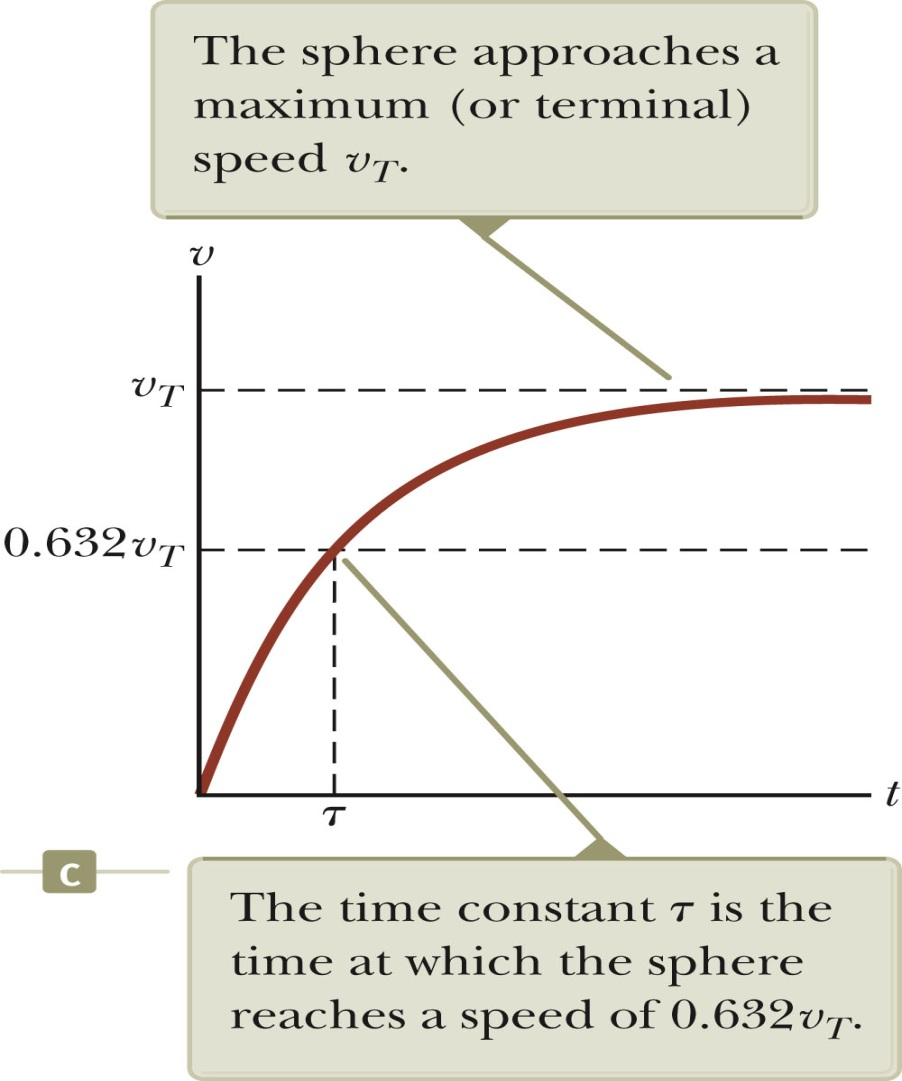 The sphere approaches a
maximum (or terminal)
speed v_T.
v
v_T
0.632v_T
t
τ
C
The time constant τ is the
time at which the sphere
reaches a speed of 0.632v_T.